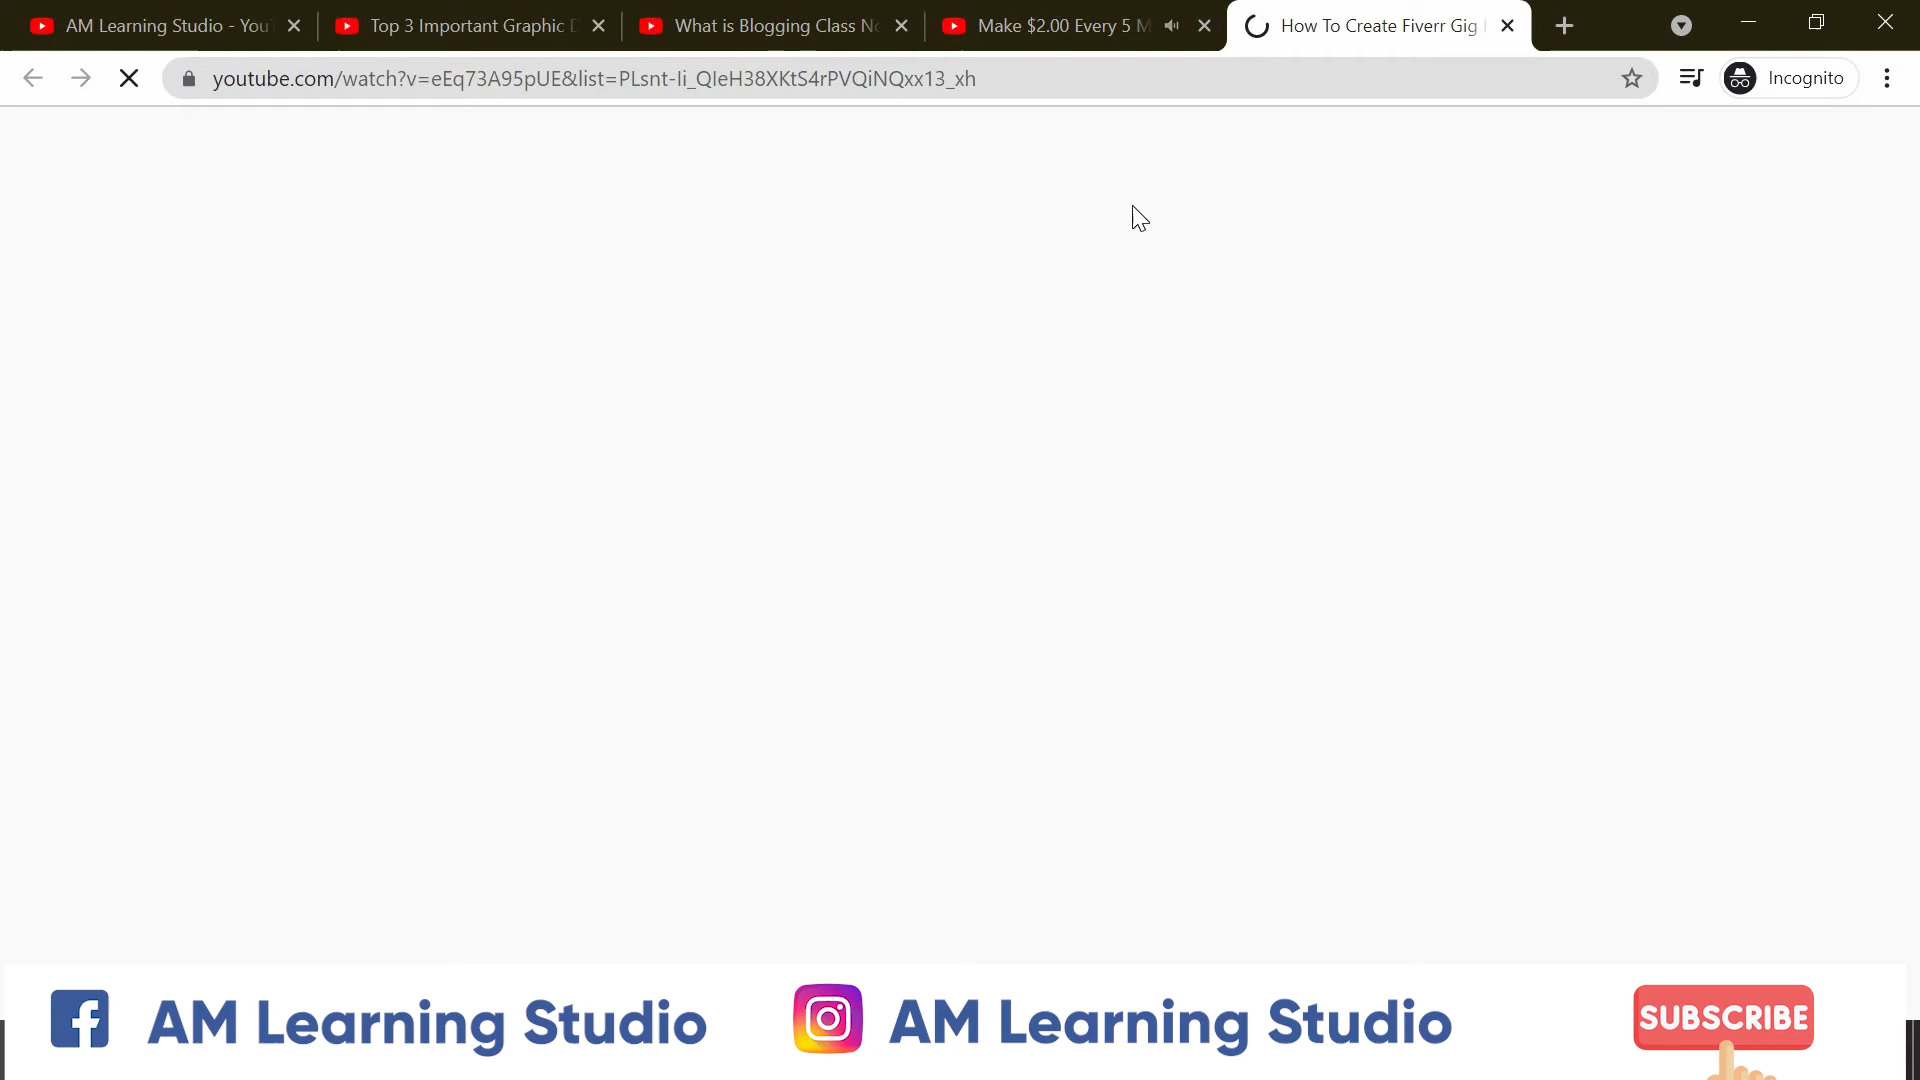 AM Learning Studio - You
Top 3 Important Graphic
What is Blogging Class
Make $2.00 Every 5 M
How To Create Fiverr Gig
youtube.com/watch?v=eEq73A95pUE&list=PLsnt-Ii_QIeH38XKtS4rPVQiNQxx13_xh
Incognito
AM Learning Studio
AM Learning Studio
SUBSCRIBE